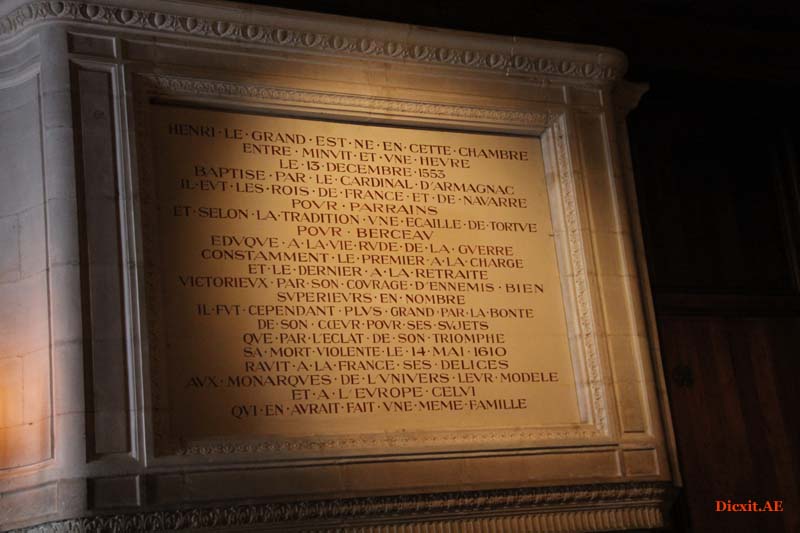 HENRI·LE·GRAND·EST·NE·EN·CETTE·CHAMBRE
ENTRE·MINVIT·ET·VNE·HEVRE
LE·13·DECEMBRE·1553
BAPTISE·PAR·LE·CARDINAL·D'ARMAGNAC
IL·EVT·LES·ROIS·DE·FRANCE·ET·DE·NAVARRE
POVR·PARRAINS
ET·SELON·LA·TRADITION·VNE·ECAILLE·DE·TORTVE
POVR·BERCEAV
EDVQVE·A·LA·VIE·RVDE·DE·LA·GVERRE
CONSTAMMENT·LE·PREMIER·A·LA·CHARGE
ET·LE·DERNIER·A·LA·RETRAITE
VICTORIEVX·PAR·SON·COVRAGE·D'ENNEMIS·BIEN
SVPERIEVRS·EN·NOMBRE
IL·FVT·CEPENDANT·PLVS·GRAND·PAR·LA·BONTE
DE·SON·CŒVR·POVR·SES·SVJETS
QVE·PAR·L'ECLAT·DE·SON·TRIOMPHE
SA·MORT·VIOLENTE·LE·14·MAI·1610
RAVIT·A·LA·FRANCE·SES·DELICES
AVX·MONARQVES·DE·L'VNIVERS·LEVR·MODELE
ET·A·L'EVROPE·CELVI
QVI·EN·AVRAIT·FAIT·VNE·MEME·FAMILLE
Dicxit.AE